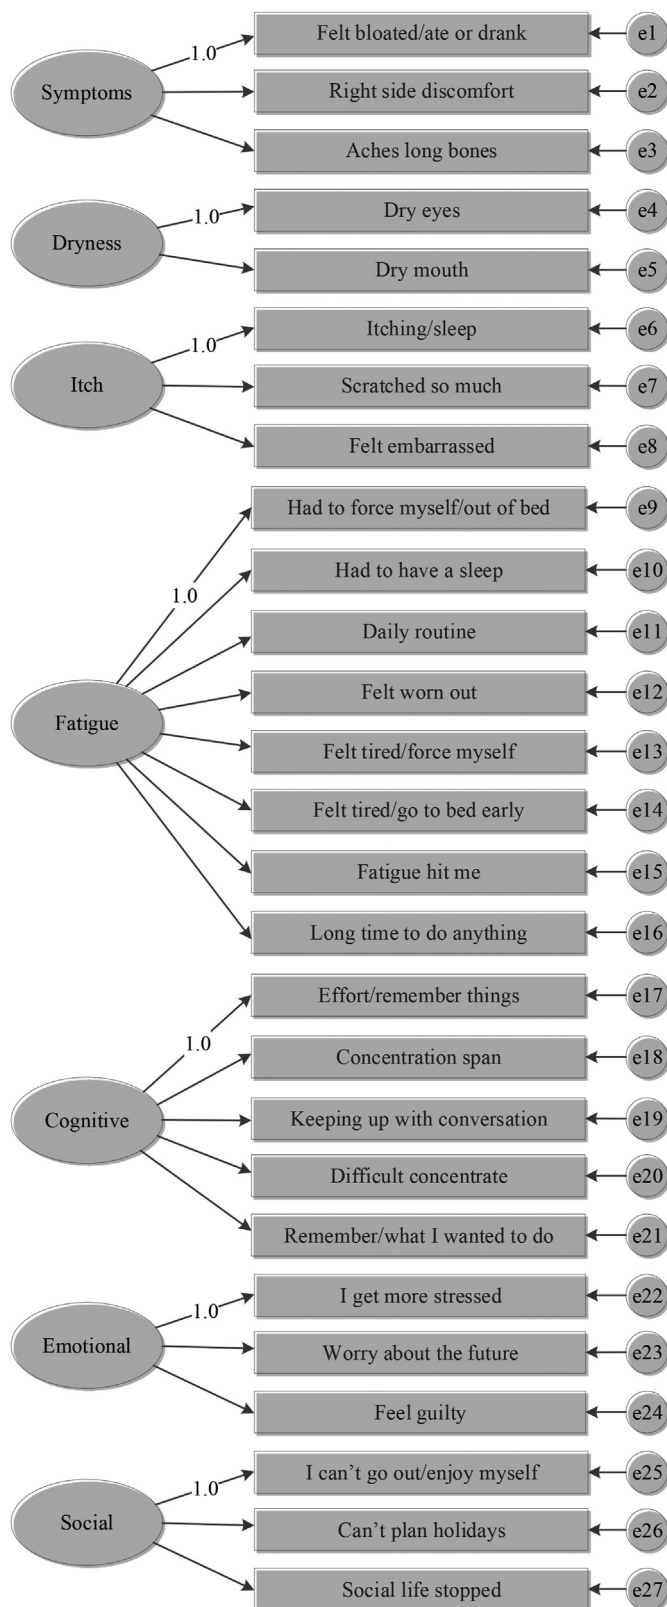 Felt bloated/ate or drank
e1
1.0
Symptoms
Right side discomfort
e2
Aches long bones
e3
Dry eyes
e4
1.0
Dryness
Dry mouth
e5
Itching/sleep
e6
1.0
Itch
Scratched so much
e7
Felt embarrassed
e8
Had to force myself/out of bed
e9
Had to have a sleep
e10
1.0
Daily routine
e11
Felt worn out
e12
Fatigue
Felt tired/force myself
e13
Felt tired/go to bed early
e14
Fatigue hit me
e15
Long time to do anything
e16
Effort/remember things
e17
1.0
Concentration span
e18
Cognitive
Keeping up with conversation
e19
Difficult concentrate
e20
Remember/what I wanted to do
e21
I get more stressed
e22
1.0
Emotional
Worry about the future
e23
Feel guilty
e24
I can't go out/enjoy myself
e25
1.0
Social
Can't plan holidays
e26
Social life stopped
e27